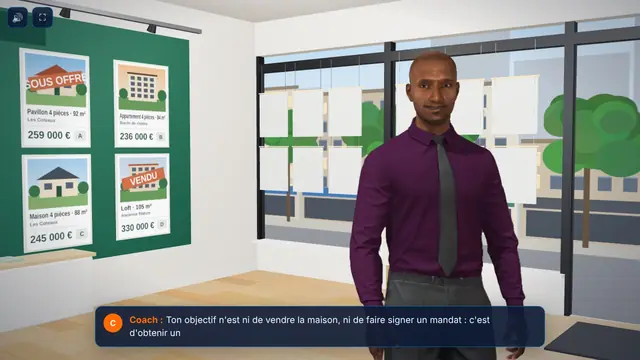 SOUS OFFRE
Pavillon 4 pièces · 92 m²
Les Coteaux
259 000 € A
Appartement 4 pièces · 84 m²
236 000 € B
Maison 4 pièces · 88 m²
Les Coteaux
245 000 € C
VENDU
Loft · 105 m²
330 000 € D
C
Coach : Ton objectif n'est ni de vendre la maison, ni de faire signer un mandat : c'est
d'obtenir un